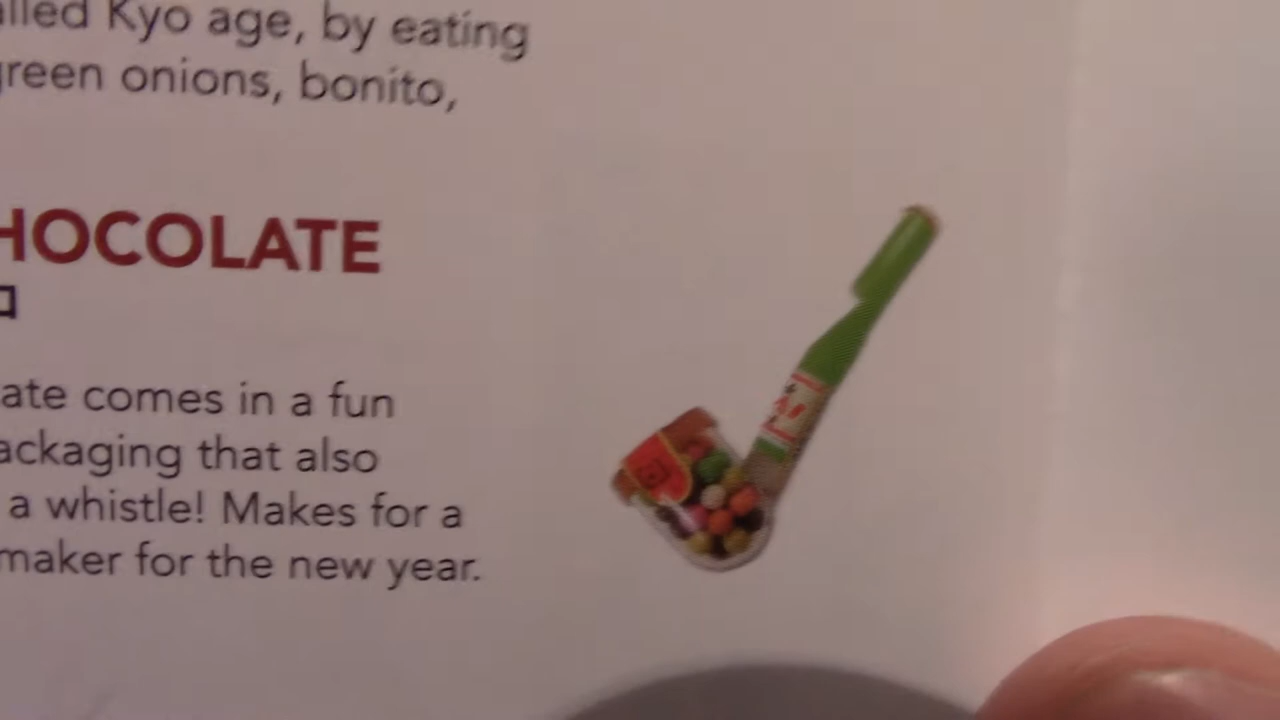 Kyo age, by eating
green onions, bonito,
HOCOLATE
ロ
ate comes in a fun
ackaging that also
a whistle! Makes for a
maker for the new year.